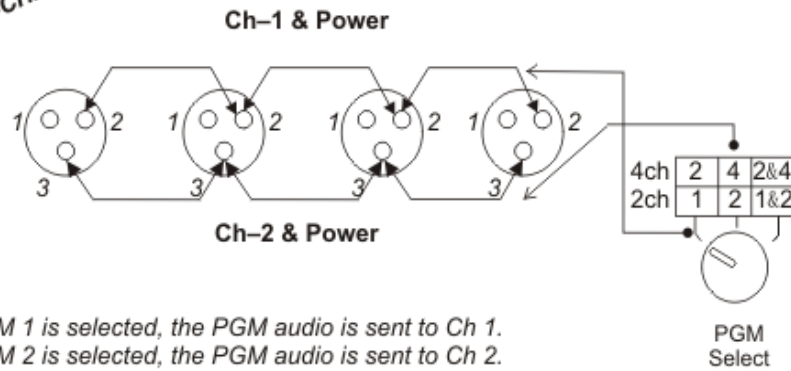 Ch–1 & Power
1 2 1 2 1 2 1 2
3 3 3 3
4ch 2 4 2&4
2ch 1 2 1&2
Ch–2 & Power
M 1 is selected, the PGM audio is sent to Ch 1.
M 2 is selected, the PGM audio is sent to Ch 2.
PGM
Select